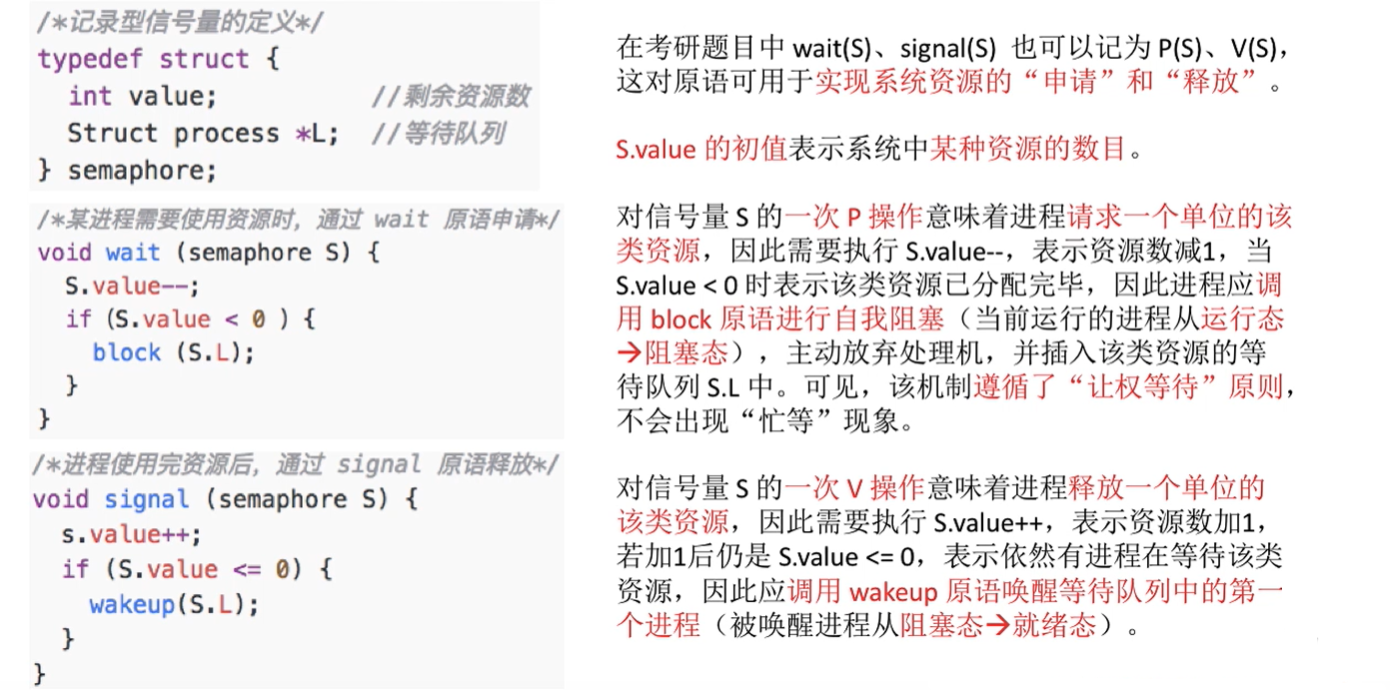 /*记录型信号量的定义*/
typedef struct {
int value; //剩余资源数
Struct process *L; //等待队列
} semaphore;
/*某进程需要使用资源时，通过 wait 原语申请*/
void wait (semaphore S) {
S.value--;
if (S.value < 0 ) {
block (S.L);
}
}
/*进程使用完资源后，通过 signal 原语释放*/
void signal (semaphore S) {
s.value++;
if (S.value <= 0) {
wakeup(S.L);
}
}
在考研题目中 wait(S)、signal(S) 也可以记为 P(S)、V(S)，
这对原语可用于实现系统资源的“申请”和“释放”。
S.value 的初值表示系统中某种资源的数目。
对信号量 S 的一次 P 操作意味着进程请求一个单位的该
类资源，因此需要执行 S.value--，表示资源数减1，当
S.value < 0 时表示该类资源已分配完毕，因此进程应调
用 block 原语进行自我阻塞（当前运行的进程从运行态
→阻塞态），主动放弃处理机，并插入该类资源的等
待队列 S.L 中。可见，该机制遵循了“让权等待”原则，
不会出现“忙等”现象。
对信号量 S 的一次 V 操作意味着进程释放一个单位的
该类资源，因此需要执行 S.value++，表示资源数加1，
若加1后仍是 S.value <= 0，表示依然有进程在等待该类
资源，因此应调用 wakeup 原语唤醒等待队列中的第一
个进程（被唤醒进程从阻塞态→就绪态）。